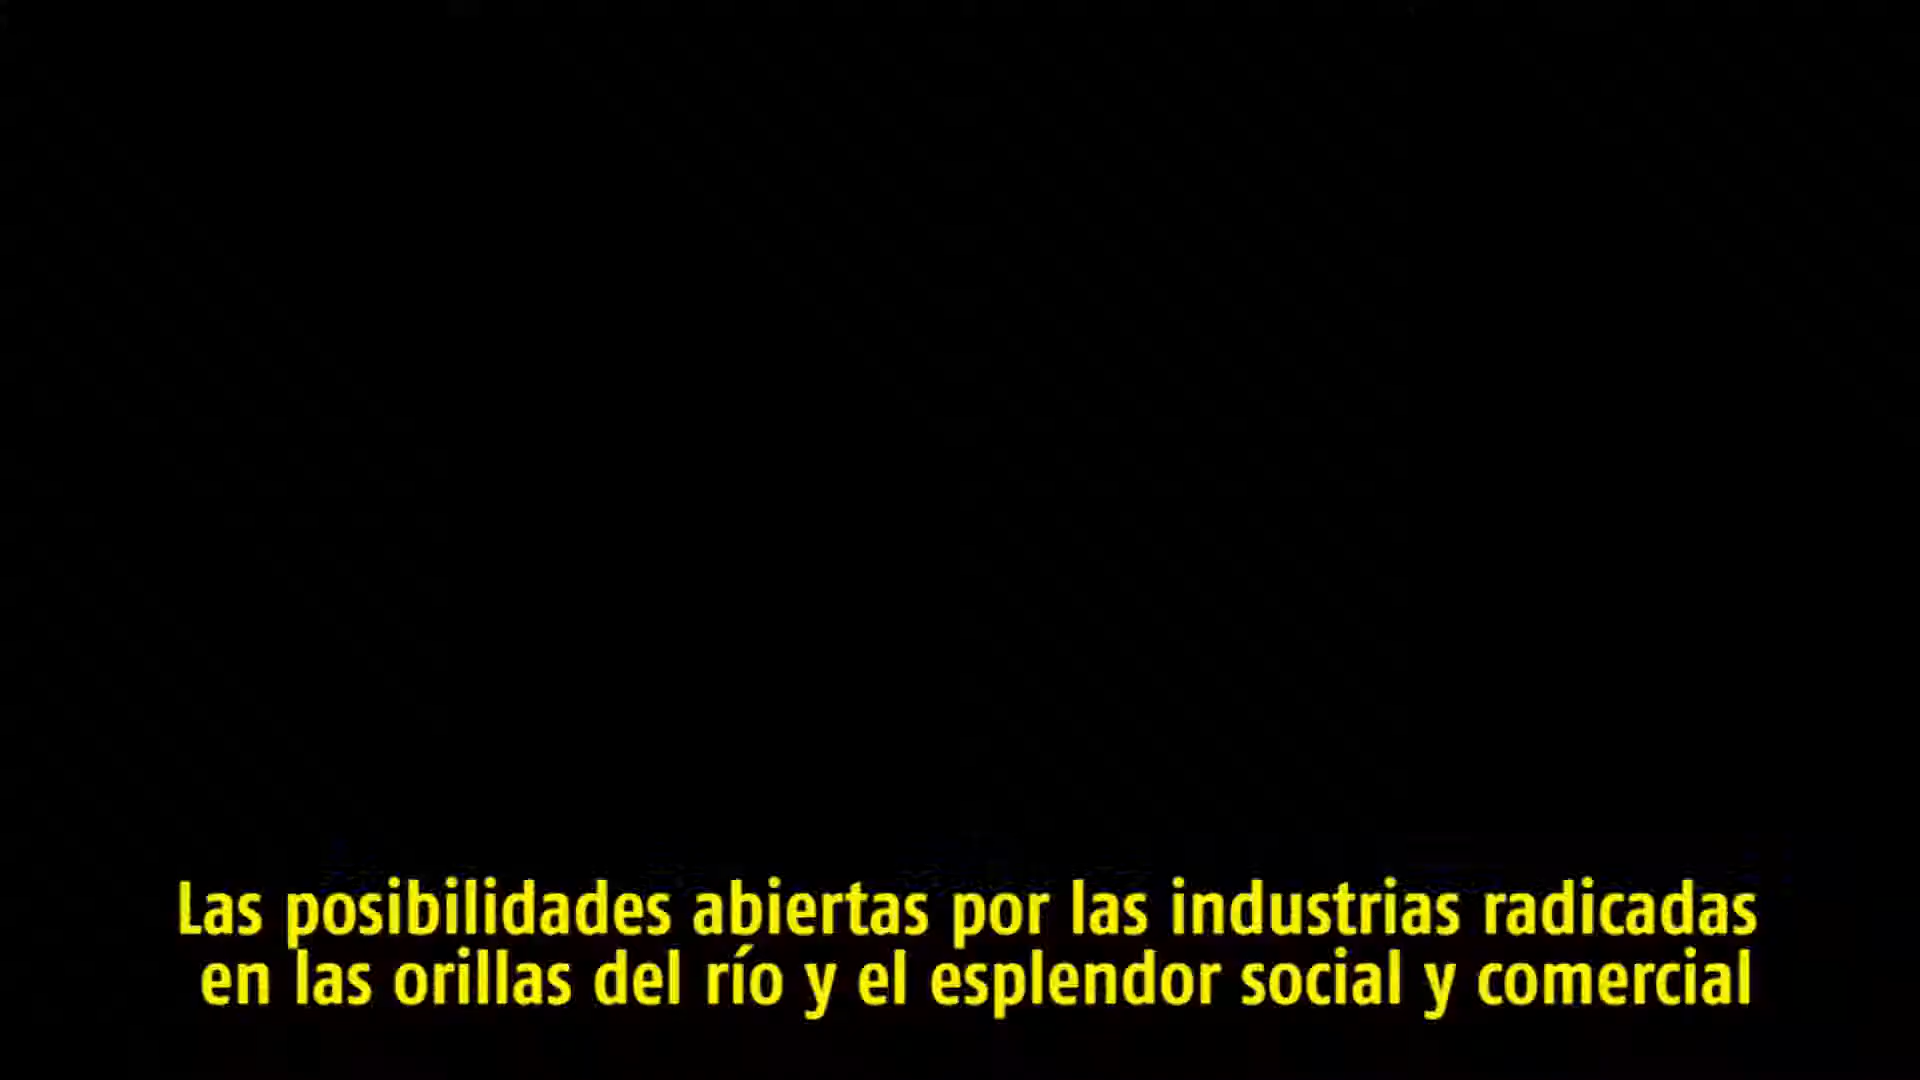 Las posibilidades abiertas por las industrias radicadas
en las orillas del río y el esplendor social y comercial